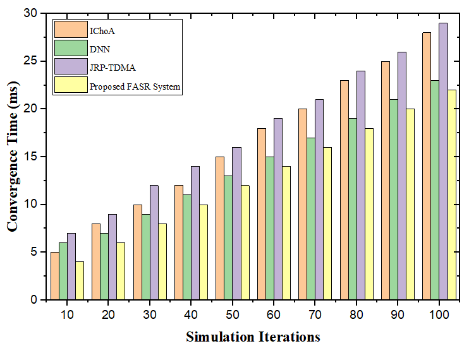 30
25
20
15
10
5
0
Convergence Time (ms)
IChoA
DNN
JRP-TDMA
Proposed FASR System
10 20 30 40 50 60 70 80 90 100
Simulation Iterations